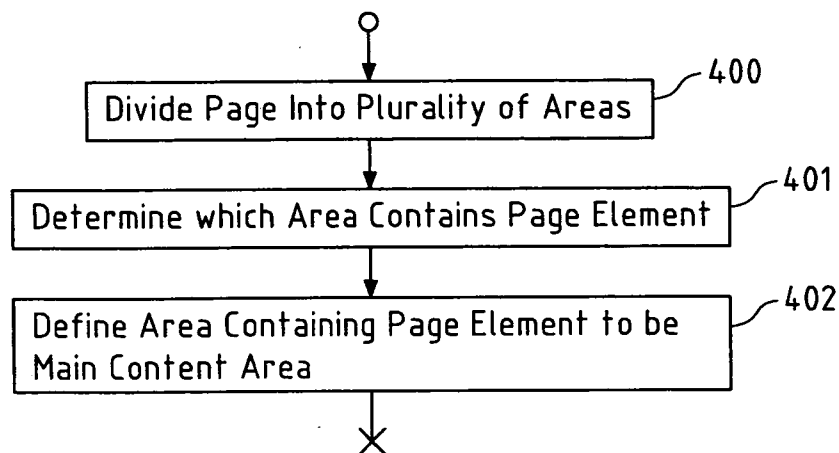 400
Divide Page Into Plurality of Areas
401
Determine which Area Contains Page Element
402
Define Area Containing Page Element to be
Main Content Area